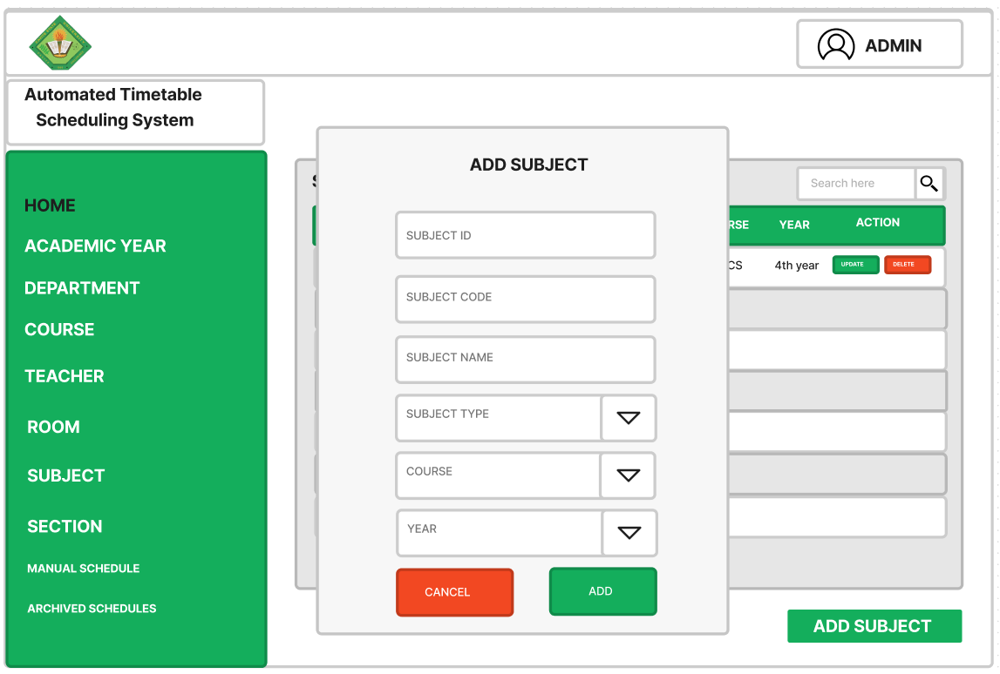 ADMIN
Automated Timetable
Scheduling System
HOME
ACADEMIC YEAR
DEPARTMENT
COURSE
TEACHER
ROOM
SUBJECT
SECTION
MANUAL SCHEDULE
ARCHIVED SCHEDULES
ADD SUBJECT
SUBJECT ID
SUBJECT CODE
SUBJECT NAME
SUBJECT TYPE
COURSE
YEAR
CANCEL ADD
Search here
YEAR ACTION
4th year UPDATE DELETE
ADD SUBJECT